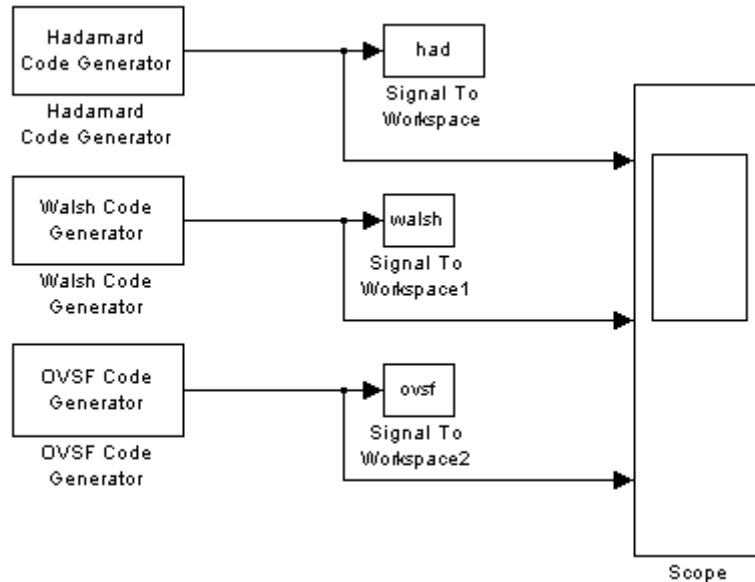 Hadamard
Code Generator
Hadamard
Code Generator
had
Signal To
Workspace
Walsh Code
Generator
Walsh Code
Generator
walsh
Signal To
Workspace1
OVSF Code
Generator
OVSF Code
Generator
ovsf
Signal To
Workspace2
Scope